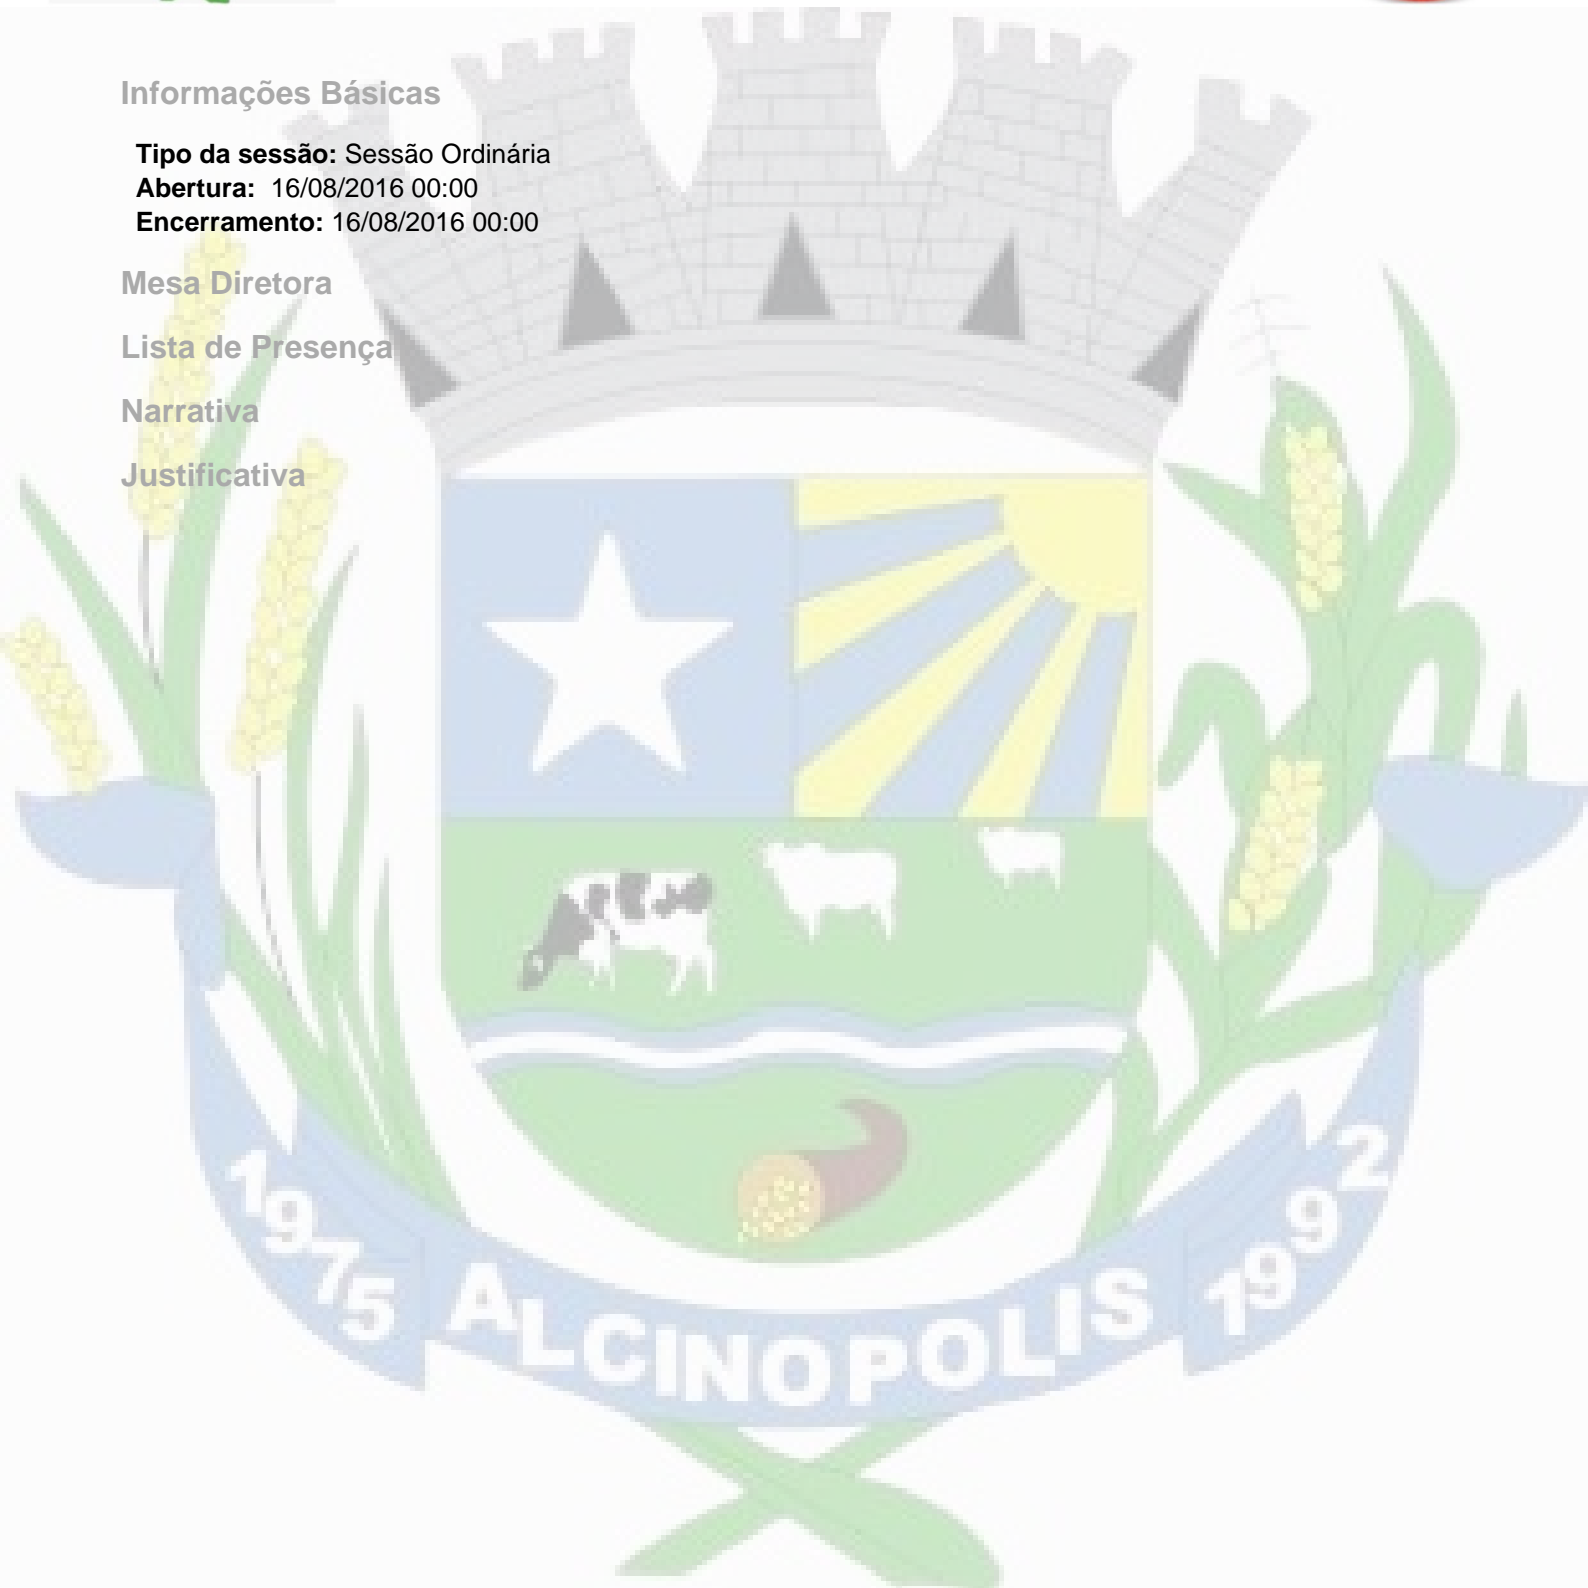 Informações Básicas
Tipo da sessão: Sessão Ordinária
Abertura: 16/08/2016 00:00
Encerramento: 16/08/2016 00:00
Mesa Diretora
Lista de Presença
Narrativa
Justificativa
1975 ALCINOPOLIS 1992